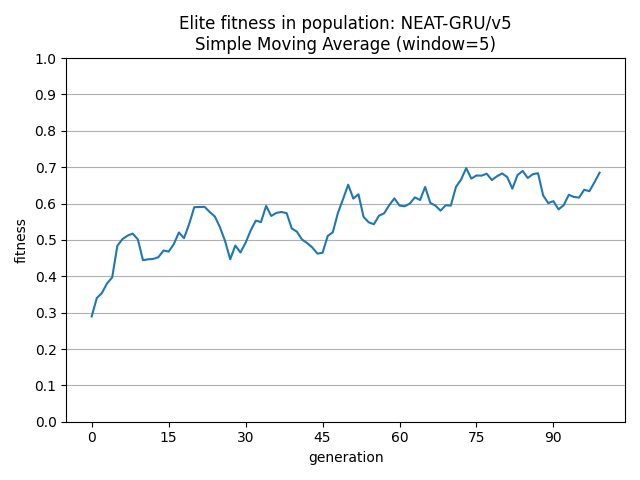 Elite fitness in population: NEAT-GRU/v5
Simple Moving Average (window=5)
1.0
0.9
0.8
0.7
0.6
0.5
0.4
0.3
0.2
0.1
0.0
fitness
0 15 30 45 60 75 90
generation